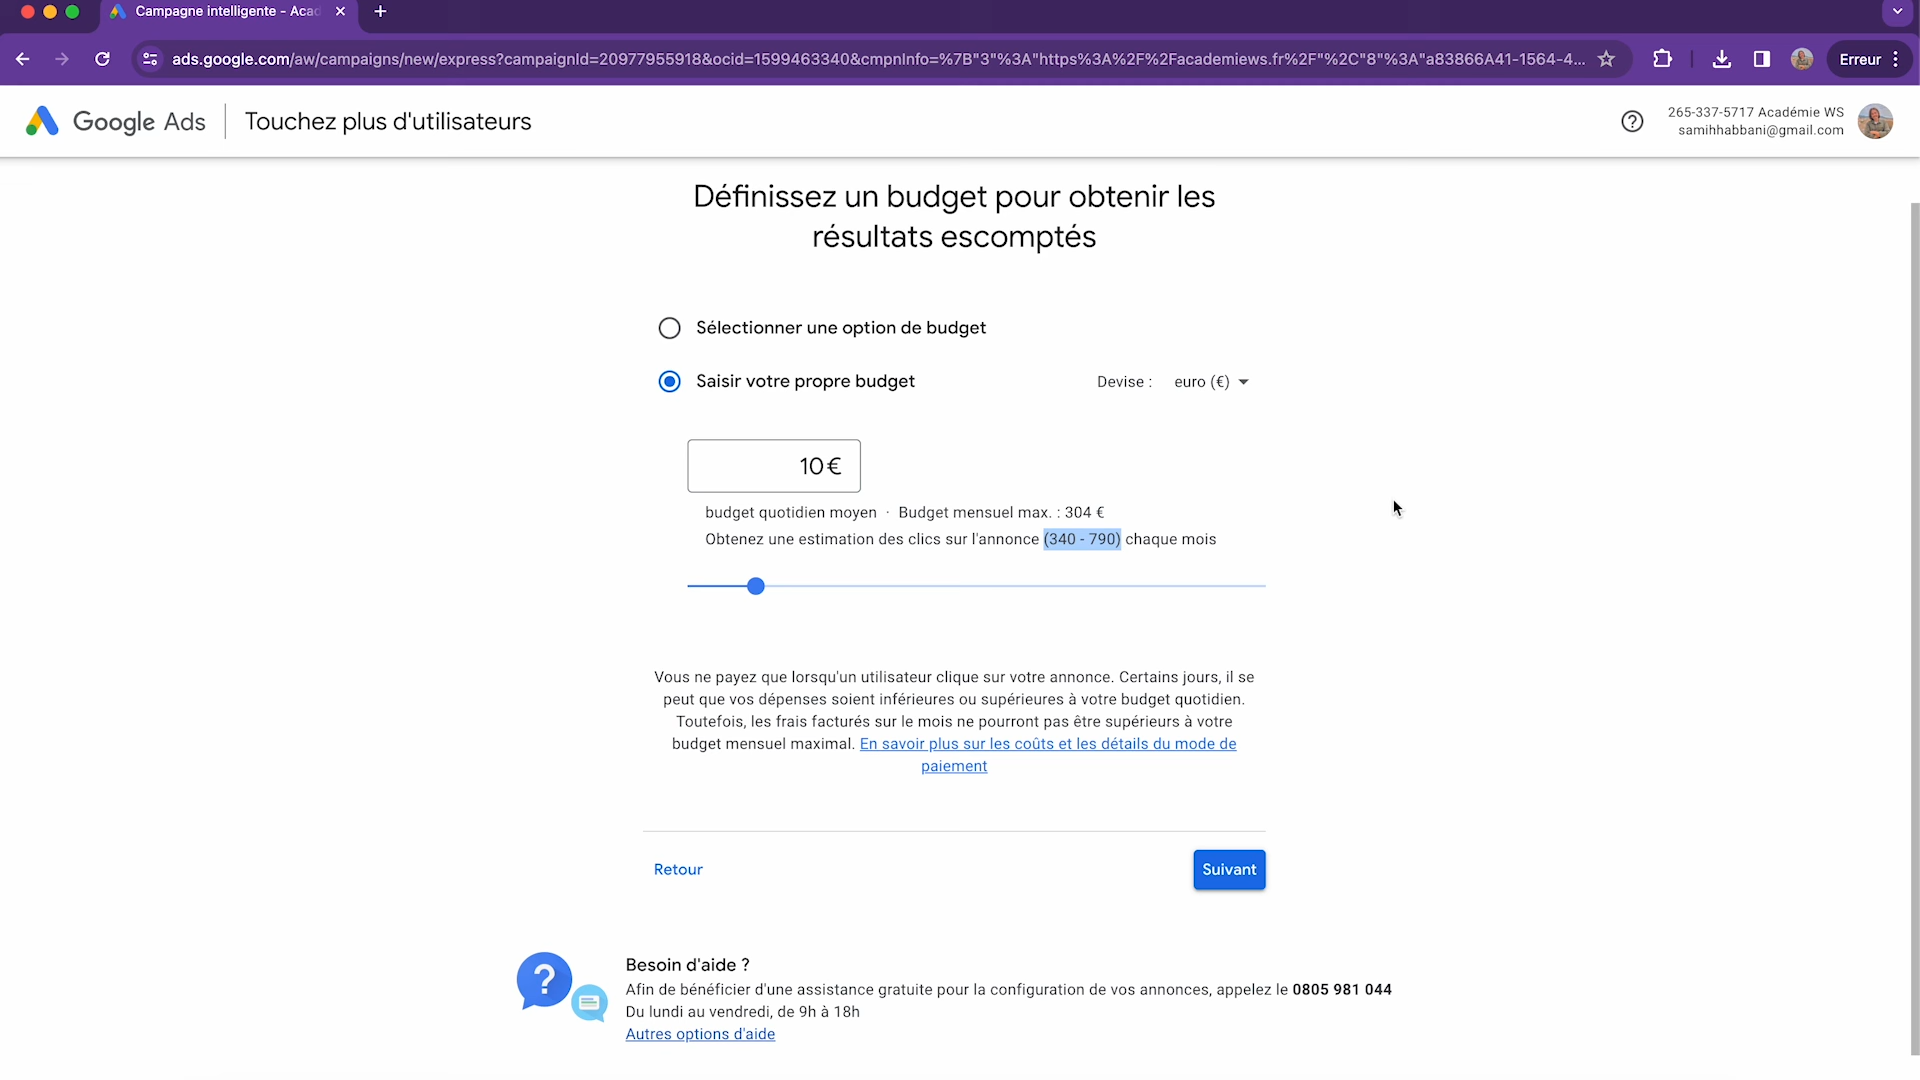 Campagne intelligente - Acad
ads.google.com/aw/campaigns/new/express?campaignId=20977955918&ocid=1599463340&cmpnInfo=%7B"3"%3A"https%3A%2F%2Facademiews.fr%2F"%2C"8"%3A"a83866A41-1564-4...
Erreur
Google Ads
Touchez plus d'utilisateurs
265-337-5717 Académie WS
samihhabbani@gmail.com
Définissez un budget pour obtenir les
résultats escomptés
Sélectionner une option de budget
Saisir votre propre budget
Devise : euro (€)
10 €
budget quotidien moyen · Budget mensuel max. : 304 €
Obtenez une estimation des clics sur l'annonce (340 - 790) chaque mois
Vous ne payez que lorsqu'un utilisateur clique sur votre annonce. Certains jours, il se
peut que vos dépenses soient inférieures ou supérieures à votre budget quotidien.
Toutefois, les frais facturés sur le mois ne pourront pas être supérieurs à votre
budget mensuel maximal. En savoir plus sur les coûts et les détails du mode de
paiement
Retour
Suivant
Besoin d'aide ?
Afin de bénéficier d'une assistance gratuite pour la configuration de vos annonces, appelez le 0805 981 044
Du lundi au vendredi, de 9h à 18h
Autres options d'aide